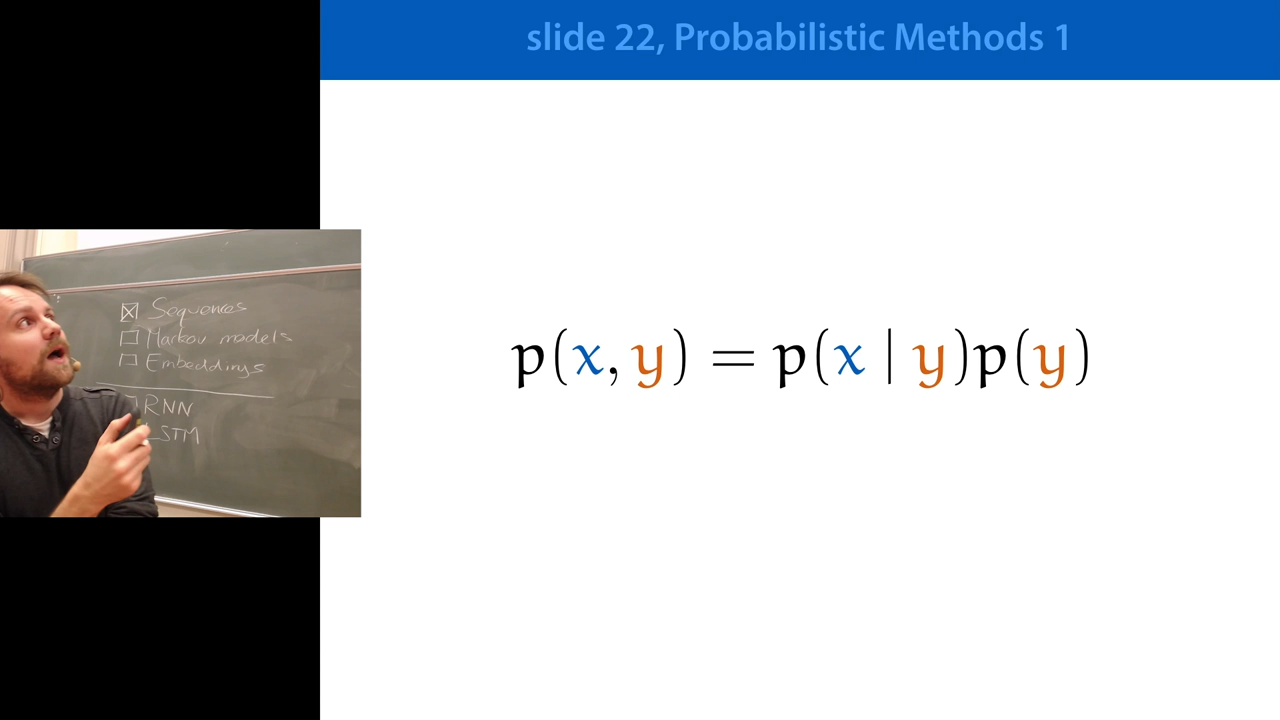 slide 22, Probabilistic Methods 1
☒ Sequences
☐ Markov models
☐ Embeddings
RNN
LSTM
p(x, y) = p(x | y)p(y)